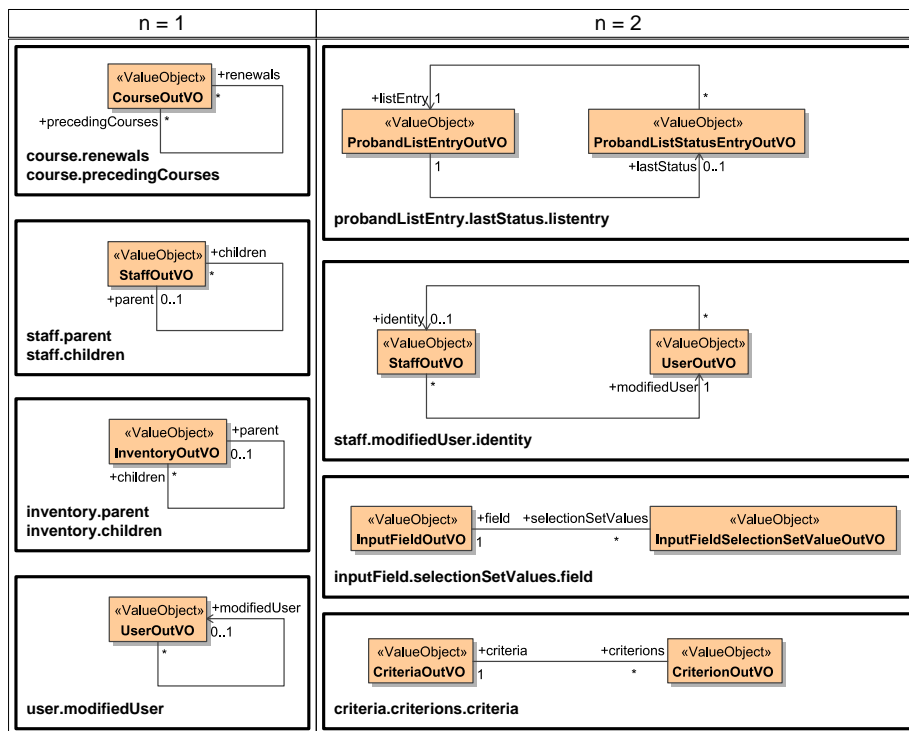 n = 1
n = 2
«ValueObject»
CourseOutVO
+renewals
*
+precedingCourses
*
course.renewals
course.precedingCourses
«ValueObject»
StaffOutVO
+children
*
+parent
0..1
staff.parent
staff.children
«ValueObject»
InventoryOutVO
+parent
0..1
+children
*
inventory.parent
inventory.children
«ValueObject»
UserOutVO
+modifiedUser
0..1
*
user.modifiedUser
+listEntry
1
*
«ValueObject»
ProbandListEntryOutVO
«ValueObject»
ProbandListStatusEntryOutVO
1
+lastStatus
0..1
probandListEntry.lastStatus.listentry
+identity
0..1
*
«ValueObject»
StaffOutVO
«ValueObject»
UserOutVO
*
+modifiedUser
1
staff.modifiedUser.identity
«ValueObject»
InputFieldOutVO
+field
1
+selectionSetValues
*
«ValueObject»
InputFieldSelectionSetValueOutVO
inputField.selectionSetValues.field
«ValueObject»
CriteriaOutVO
+criteria
1
+criterions
*
«ValueObject»
CriterionOutVO
criteria.criterions.criteria